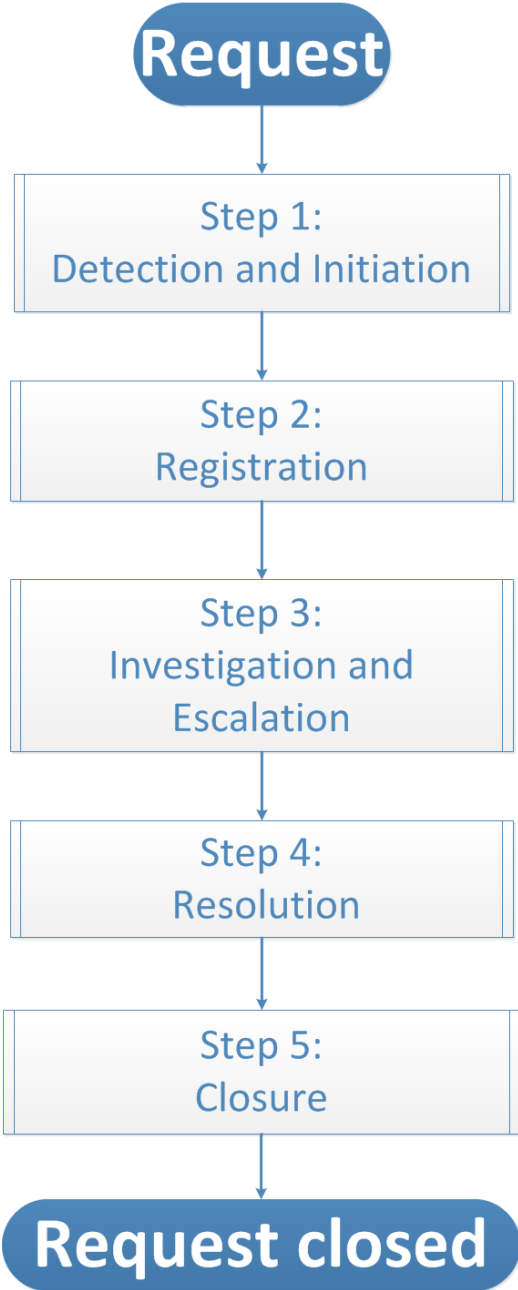 Request
Step 1:
Detection and Initiation
Step 2:
Registration
Step 3:
Investigation and
Escalation
Step 4:
Resolution
Step 5:
Closure
Request closed